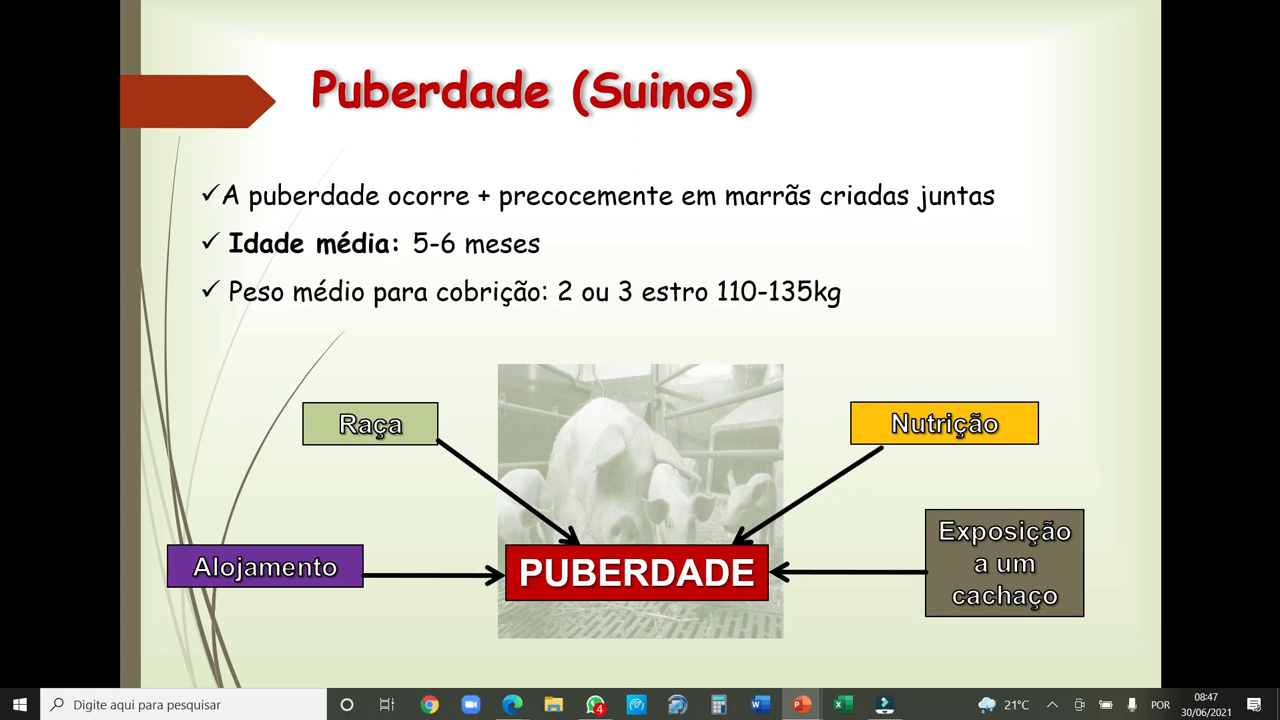 Puberdade (Suinos)
A puberdade ocorre + precocemente em marrãs criadas juntas
Idade média: 5-6 meses
Peso médio para cobrição: 2 ou 3 estro 110-135kg
Raça
Nutrição
Exposição
a um
cachaço
Alojamento
PUBERDADE
Digite aqui para pesquisar
4
21°C
POR
08:47
30/06/2021